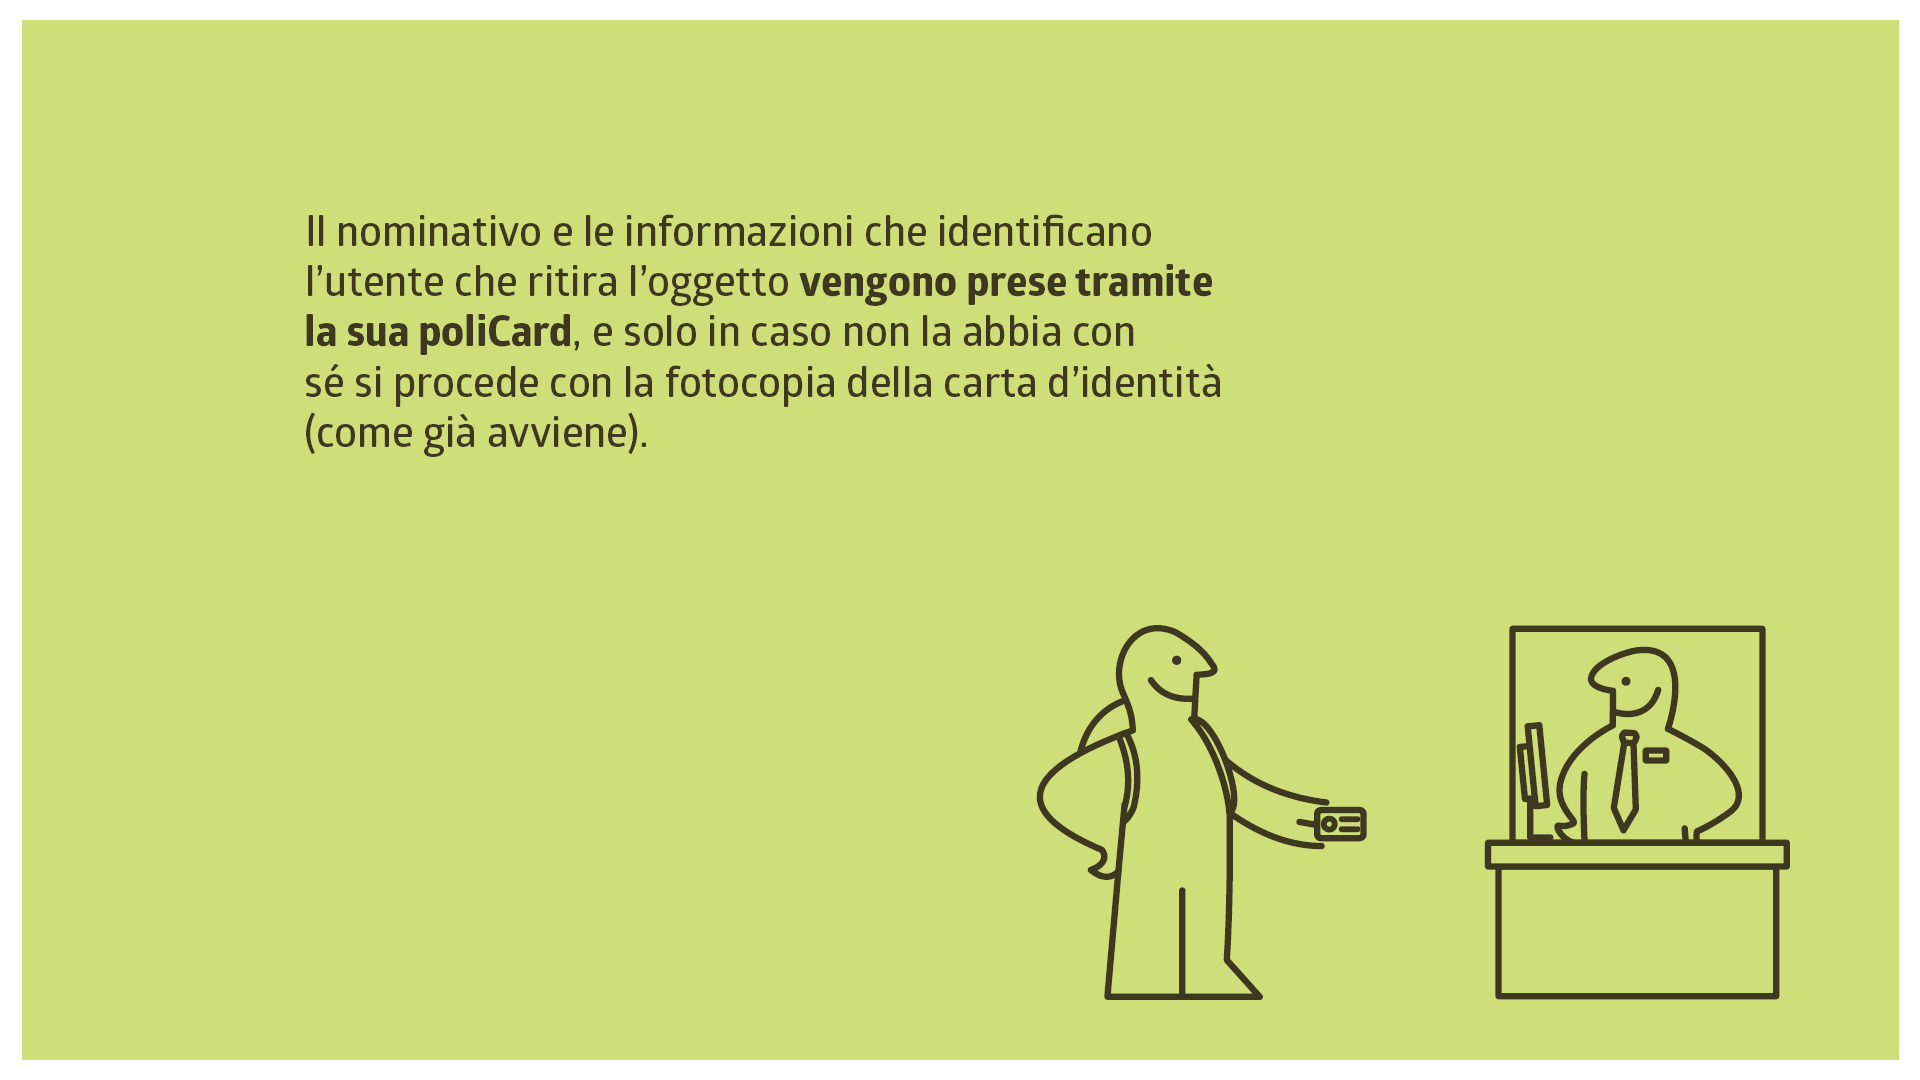 Il nominativo e le informazioni che identificano
l’utente che ritira l’oggetto vengono prese tramite
la sua poliCard, e solo in caso non la abbia con
sé si procede con la fotocopia della carta d’identità
(come già avviene).